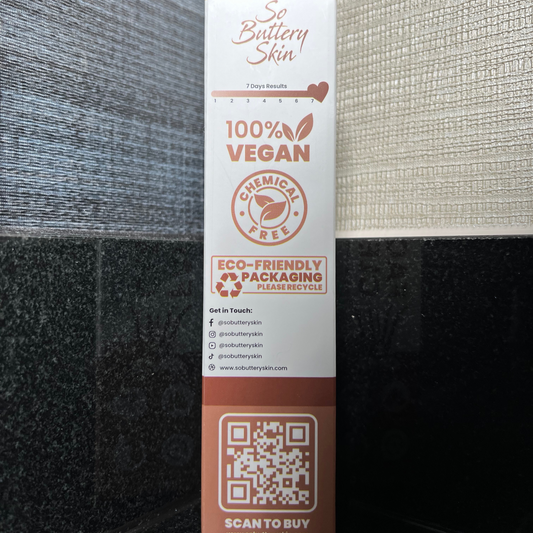 So
Buttery
Skin
7 Days Results
1 2 3 4 5 6 7
100%
VEGAN
CHEMICAL
FREE
ECO-FRIENDLY
PACKAGING
PLEASE RECYCLE
Get in Touch:
@sobutteryskin
@sobutteryskin
@sobutteryskin
@sobutteryskin
www.sobutteryskin.com
SCAN TO BUY